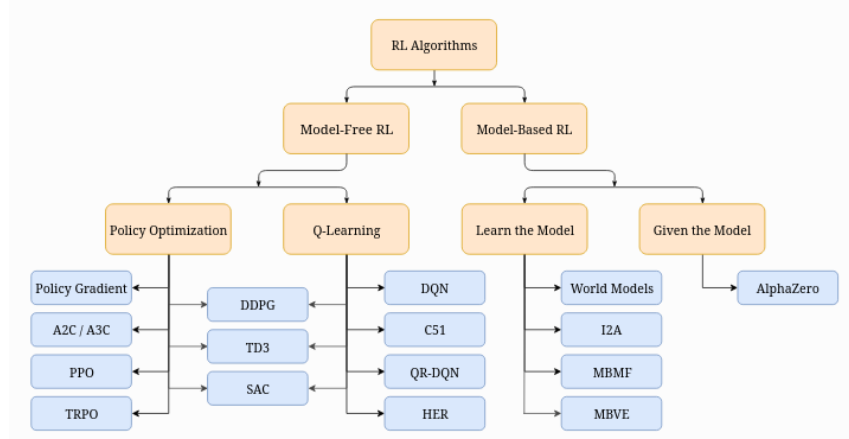 RL Algorithms
Model-Free RL
Model-Based RL
Policy Optimization
Q-Learning
Learn the Model
Given the Model
Policy Gradient
A2C / A3C
PPO
TRPO
DDPG
TD3
SAC
DQN
C51
QR-DQN
HER
World Models
I2A
MBMF
MBVE
AlphaZero